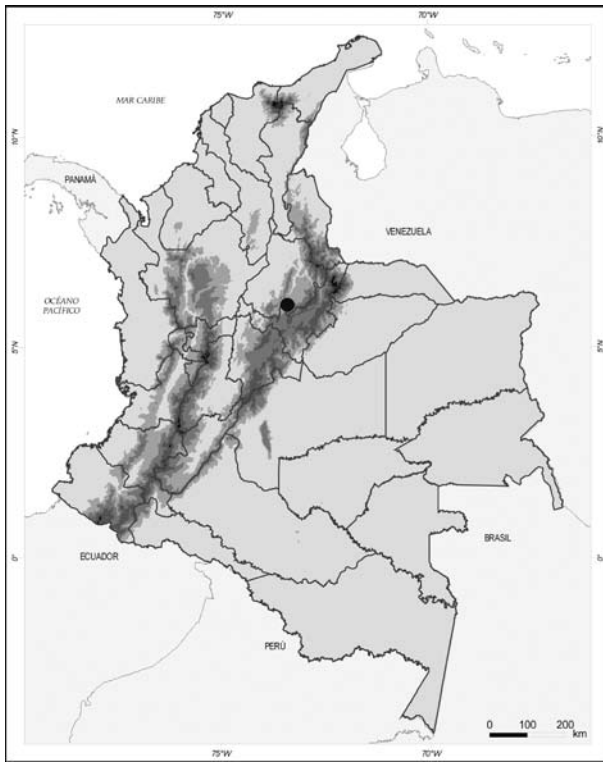 75°W
70°W
MAR CARIBE
10°N
10°N
PANAMÁ
VENEZUELA
OCÉANO
PACÍFICO
5°N
5°N
ECUADOR
BRASIL
0°
0°
PERÚ
0 100 200
km
75°W
70°W